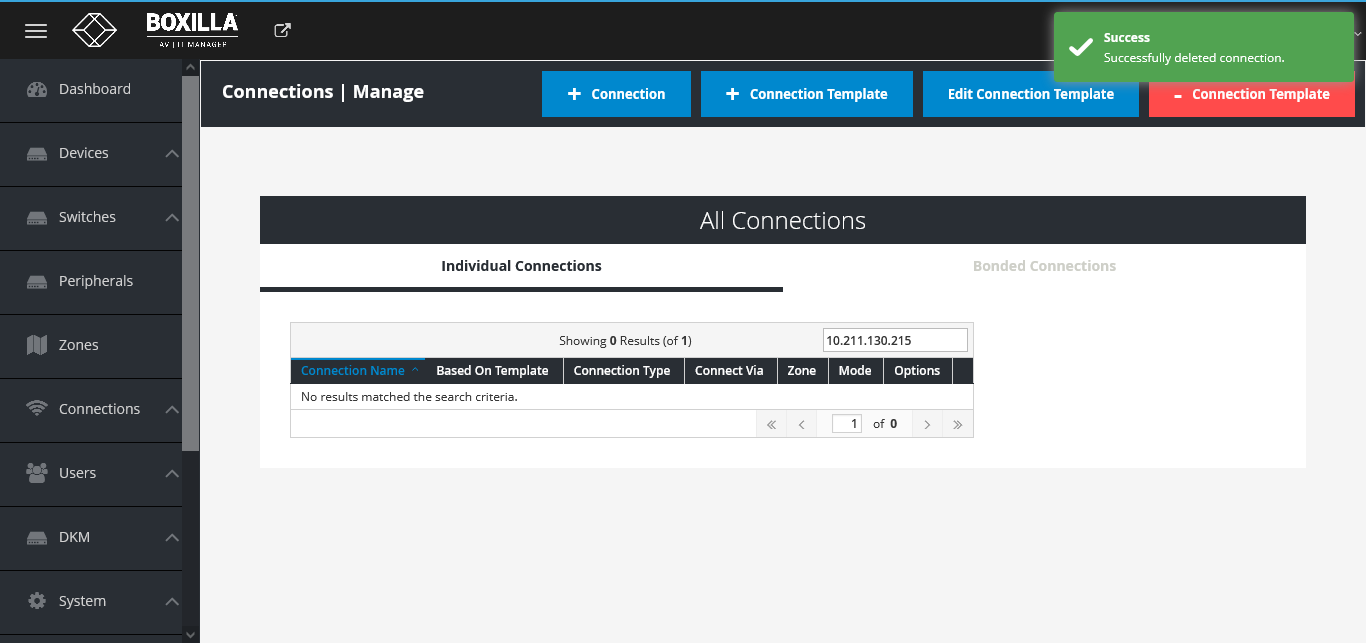 BOXILLA
AV | IT MANAGER
Success
Successfully deleted connection.
Dashboard
Devices
Switches
Peripherals
Zones
Connections
Users
DKM
System
Connections | Manage
+ Connection
+ Connection Template
Edit Connection Template
- Connection Template
All Connections
Individual Connections
Bonded Connections
Showing 0 Results (of 1)
10.211.130.215
Connection Name Based On Template Connection Type Connect Via Zone Mode Options
No results matched the search criteria.
« ‹ 1 of 0 › »